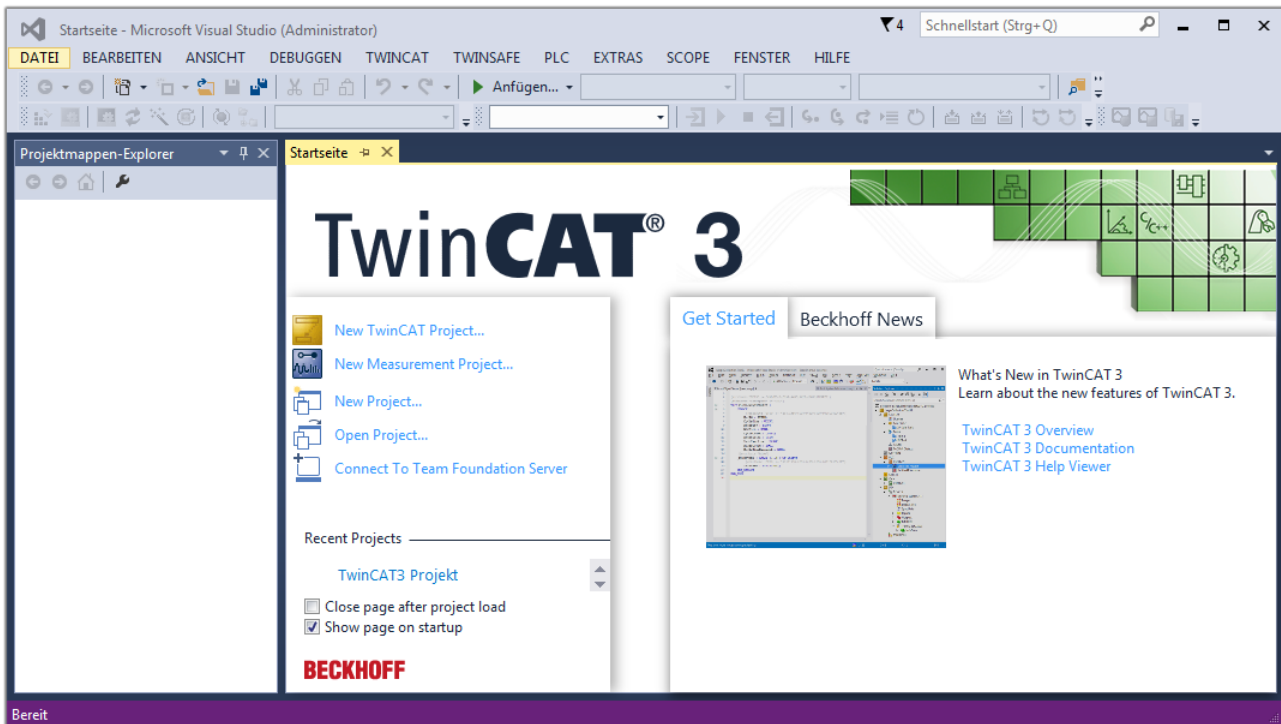 Startseite - Microsoft Visual Studio (Administrator)
4
Schnellstart (Strg+Q)
DATEI BEARBEITEN ANSICHT DEBUGGEN TWINCAT TWINSAFE PLC EXTRAS SCOPE FENSTER HILFE
Anfügen...
Projektmappen-Explorer
Startseite
TwinCAT® 3
C/C++
New TwinCAT Project...
New Measurement Project...
New Project...
Open Project...
Connect To Team Foundation Server
Recent Projects
TwinCAT3 Projekt
Close page after project load
Show page on startup
BECKHOFF
Get Started
Beckhoff News
What's New in TwinCAT 3
Learn about the new features of TwinCAT 3.
TwinCAT 3 Overview
TwinCAT 3 Documentation
TwinCAT 3 Help Viewer
Bereit